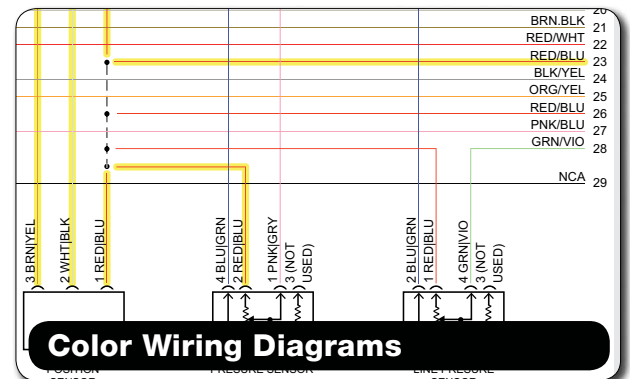 20
BRN.BLK 21
RED/WHT 22
RED/BLU 23
BLK/YEL 24
ORG/YEL 25
RED/BLU 26
PNK/BLU 27
GRN/VIO 28
NCA 29
3 BRN|YEL
2 WHT|BLK
1 RED|BLU
4 BLU|GRN
2 RED|BLU
1 PNK|GRY
3 (NOT
USED)
2 BLU|GRN
1 RED|BLU
4 GRN|VIO
3 (NOT
USED)
Color Wiring Diagrams